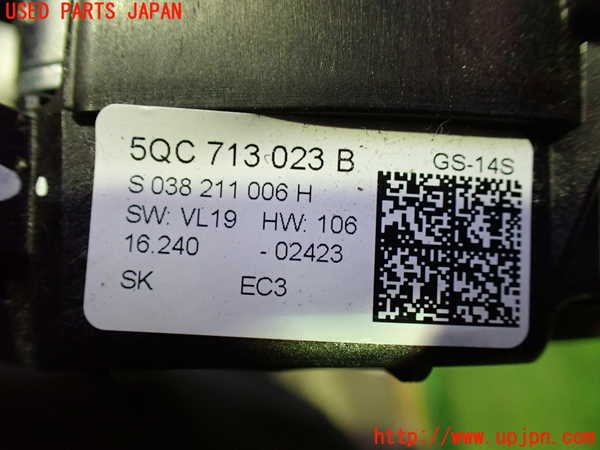 USED PARTS JAPAN
5QC 713 023 B
GS-14S
S 038 211 006 H
SW: VL19 HW: 106
16.240 - 02423
SK EC3
http://www.upjpn.com/